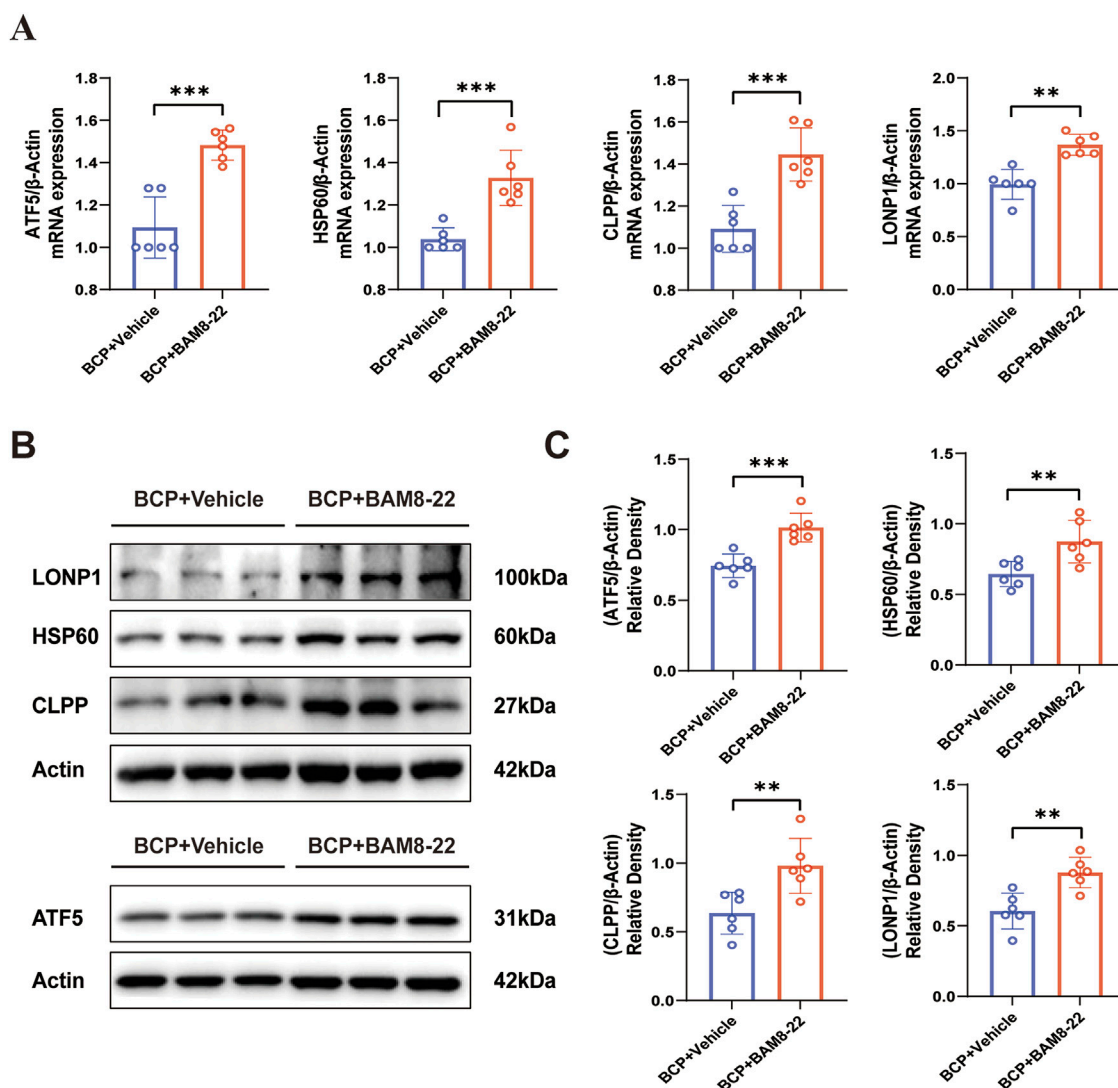 A
ATF5/β-Actin
mRNA expression
1.8
1.6
1.4
1.2
1.0
0.8
***
BCP+Vehicle
BCP+BAM8-22
HSP60/β-Actin
mRNA expression
1.8
1.6
1.4
1.2
1.0
0.8
***
BCP+Vehicle
BCP+BAM8-22
CLPP/β-Actin
mRNA expression
1.8
1.6
1.4
1.2
1.0
0.8
***
BCP+Vehicle
BCP+BAM8-22
LONP1/β-Actin
mRNA expression
2.0
1.5
1.0
0.5
0.0
**
BCP+Vehicle
BCP+BAM8-22
B
BCP+Vehicle BCP+BAM8-22
LONP1 100kDa
HSP60 60kDa
CLPP 27kDa
Actin 42kDa
BCP+Vehicle BCP+BAM8-22
ATF5 31kDa
Actin 42kDa
C
(ATF5/β-Actin)
Relative Density
1.5
1.0
0.5
0.0
***
BCP+Vehicle
BCP+BAM8-22
(HSP60/β-Actin)
Relative Density
1.5
1.0
0.5
0.0
**
BCP+Vehicle
BCP+BAM8-22
(CLPP/β-Actin)
Relative Density
1.5
1.0
0.5
0.0
**
BCP+Vehicle
BCP+BAM8-22
(LONP1/β-Actin)
Relative Density
1.5
1.0
0.5
0.0
**
BCP+Vehicle
BCP+BAM8-22